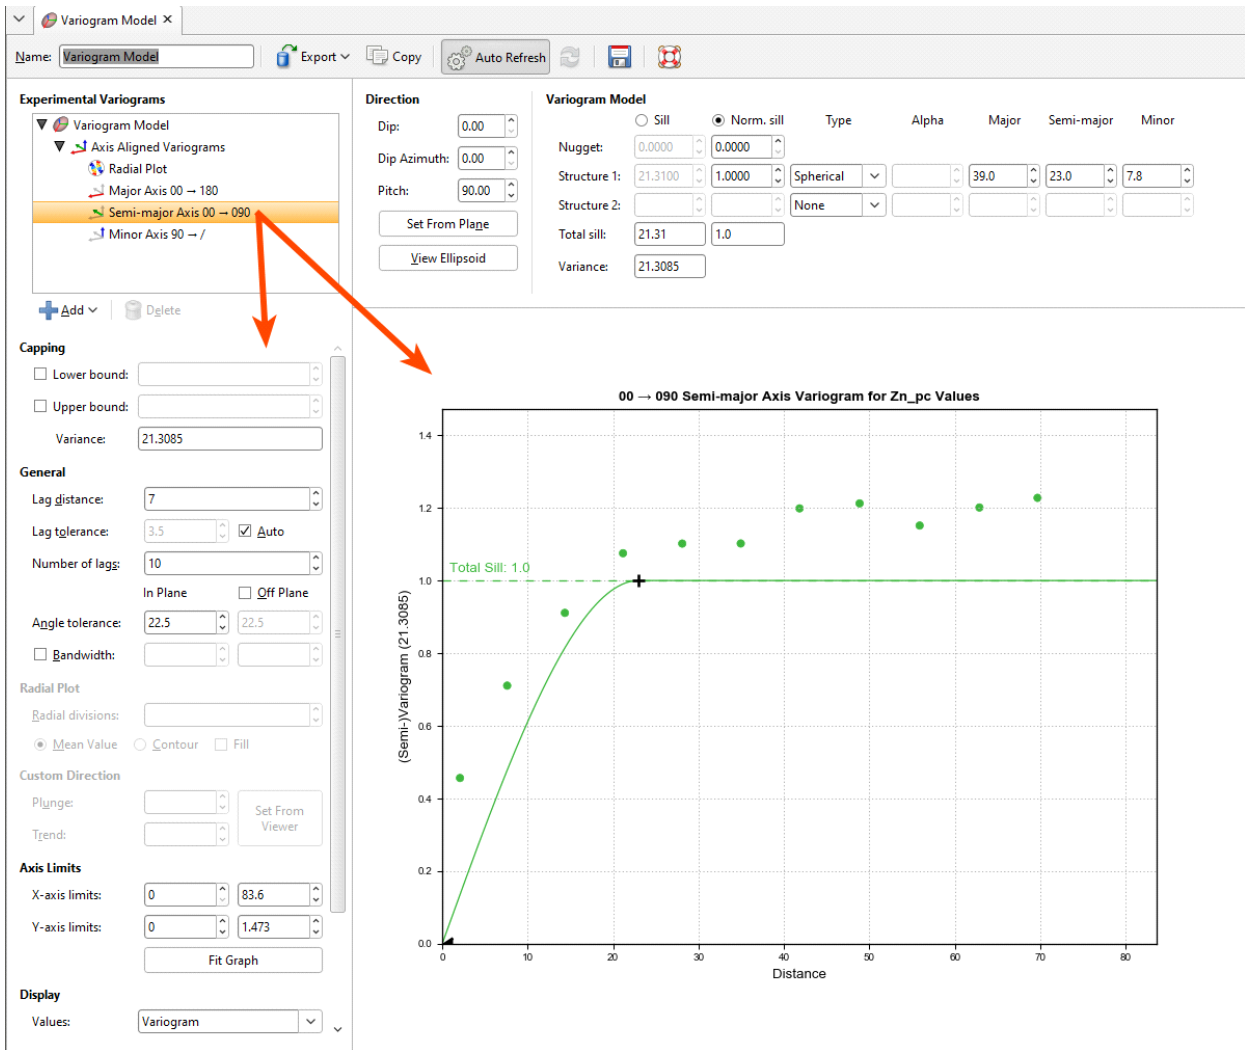 Variogram Model ×
Name: Variogram Model Export Copy Auto Refresh
Experimental Variograms
Variogram Model
Axis Aligned Variograms
Radial Plot
Major Axis 00 → 180
Semi-major Axis 00 → 090
Minor Axis 90 → /
Add Delete
Direction
Dip: 0.00
Dip Azimuth: 0.00
Pitch: 90.00
Set From Plane
View Ellipsoid
Variogram Model
Sill Norm. sill Type Alpha Major Semi-major Minor
Nugget: 0.0000 0.0000
Structure 1: 21.3100 1.0000 Spherical 39.0 23.0 7.8
Structure 2: None
Total sill: 21.31 1.0
Variance: 21.3085
Capping
Lower bound:
Upper bound:
Variance: 21.3085
General
Lag distance: 7
Lag tolerance: 3.5 Auto
Number of lags: 10
In Plane Off Plane
Angle tolerance: 22.5 22.5
Bandwidth:
Radial Plot
Radial divisions:
Mean Value Contour Fill
Custom Direction
Plunge:
Trend:
Set From
Viewer
Axis Limits
X-axis limits: 0 83.6
Y-axis limits: 0 1.473
Fit Graph
Display
Values: Variogram
00 → 090 Semi-major Axis Variogram for Zn_pc Values
(Semi-)Variogram (21.3085)
1.4
1.2
Total Sill: 1.0
1.0
0.8
0.6
0.4
0.2
0.0
0 10 20 30 40 50 60 70 80
Distance